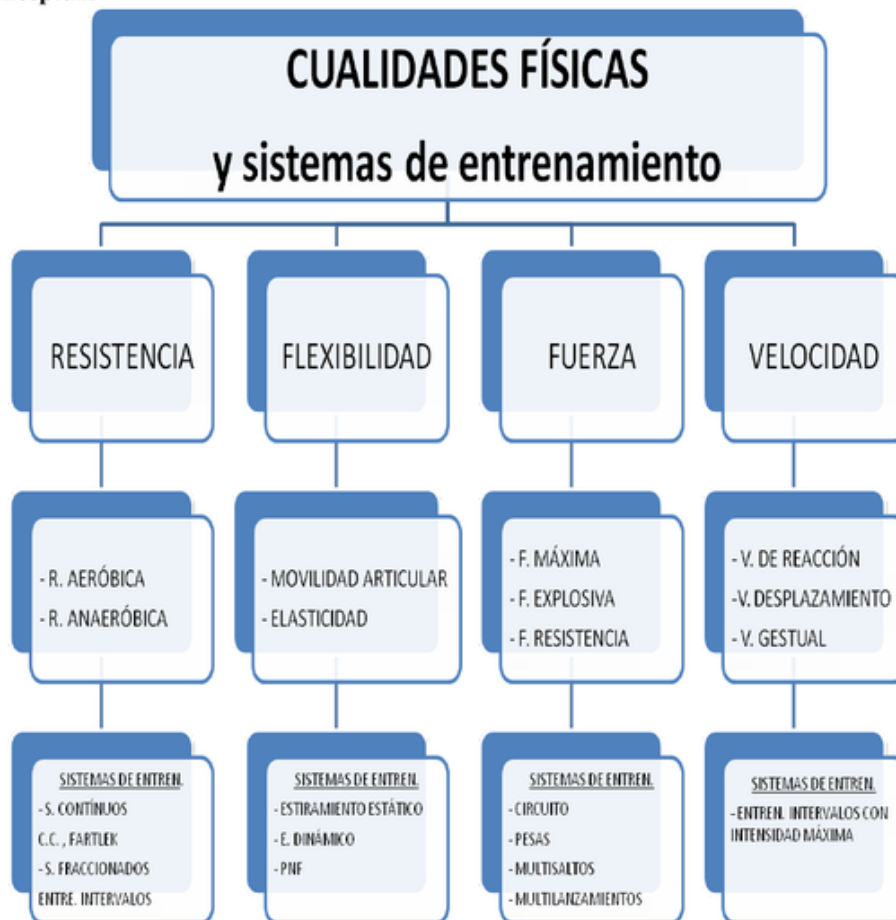 CUALIDADES FÍSICAS
y sistemas de entrenamiento
RESISTENCIA
FLEXIBILIDAD
FUERZA
VELOCIDAD
- R. AERÓBICA
- R. ANAERÓBICA
- MOVILIDAD ARTICULAR
- ELASTICIDAD
- F. MÁXIMA
- F. EXPLOSIVA
- F. RESISTENCIA
- V. DE REACCIÓN
-V. DESPLAZAMIENTO
- V. GESTUAL
SISTEMAS DE ENTREN.
-S. CONTÍNUOS
C.C. , FARTLEK
-S. FRACCIONADOS
ENTRE. INTERVALOS
SISTEMAS DE ENTREN.
- ESTIRAMIENTO ESTÁTICO
- E. DINÁMICO
- PNF
SISTEMAS DE ENTREN.
- CIRCUITO
- PESAS
- MULTISALTOS
- MULTILANZAMIENTOS
SISTEMAS DE ENTREN.
- ENTREN. INTERVALOS CON
INTENSIDAD MÁXIMA